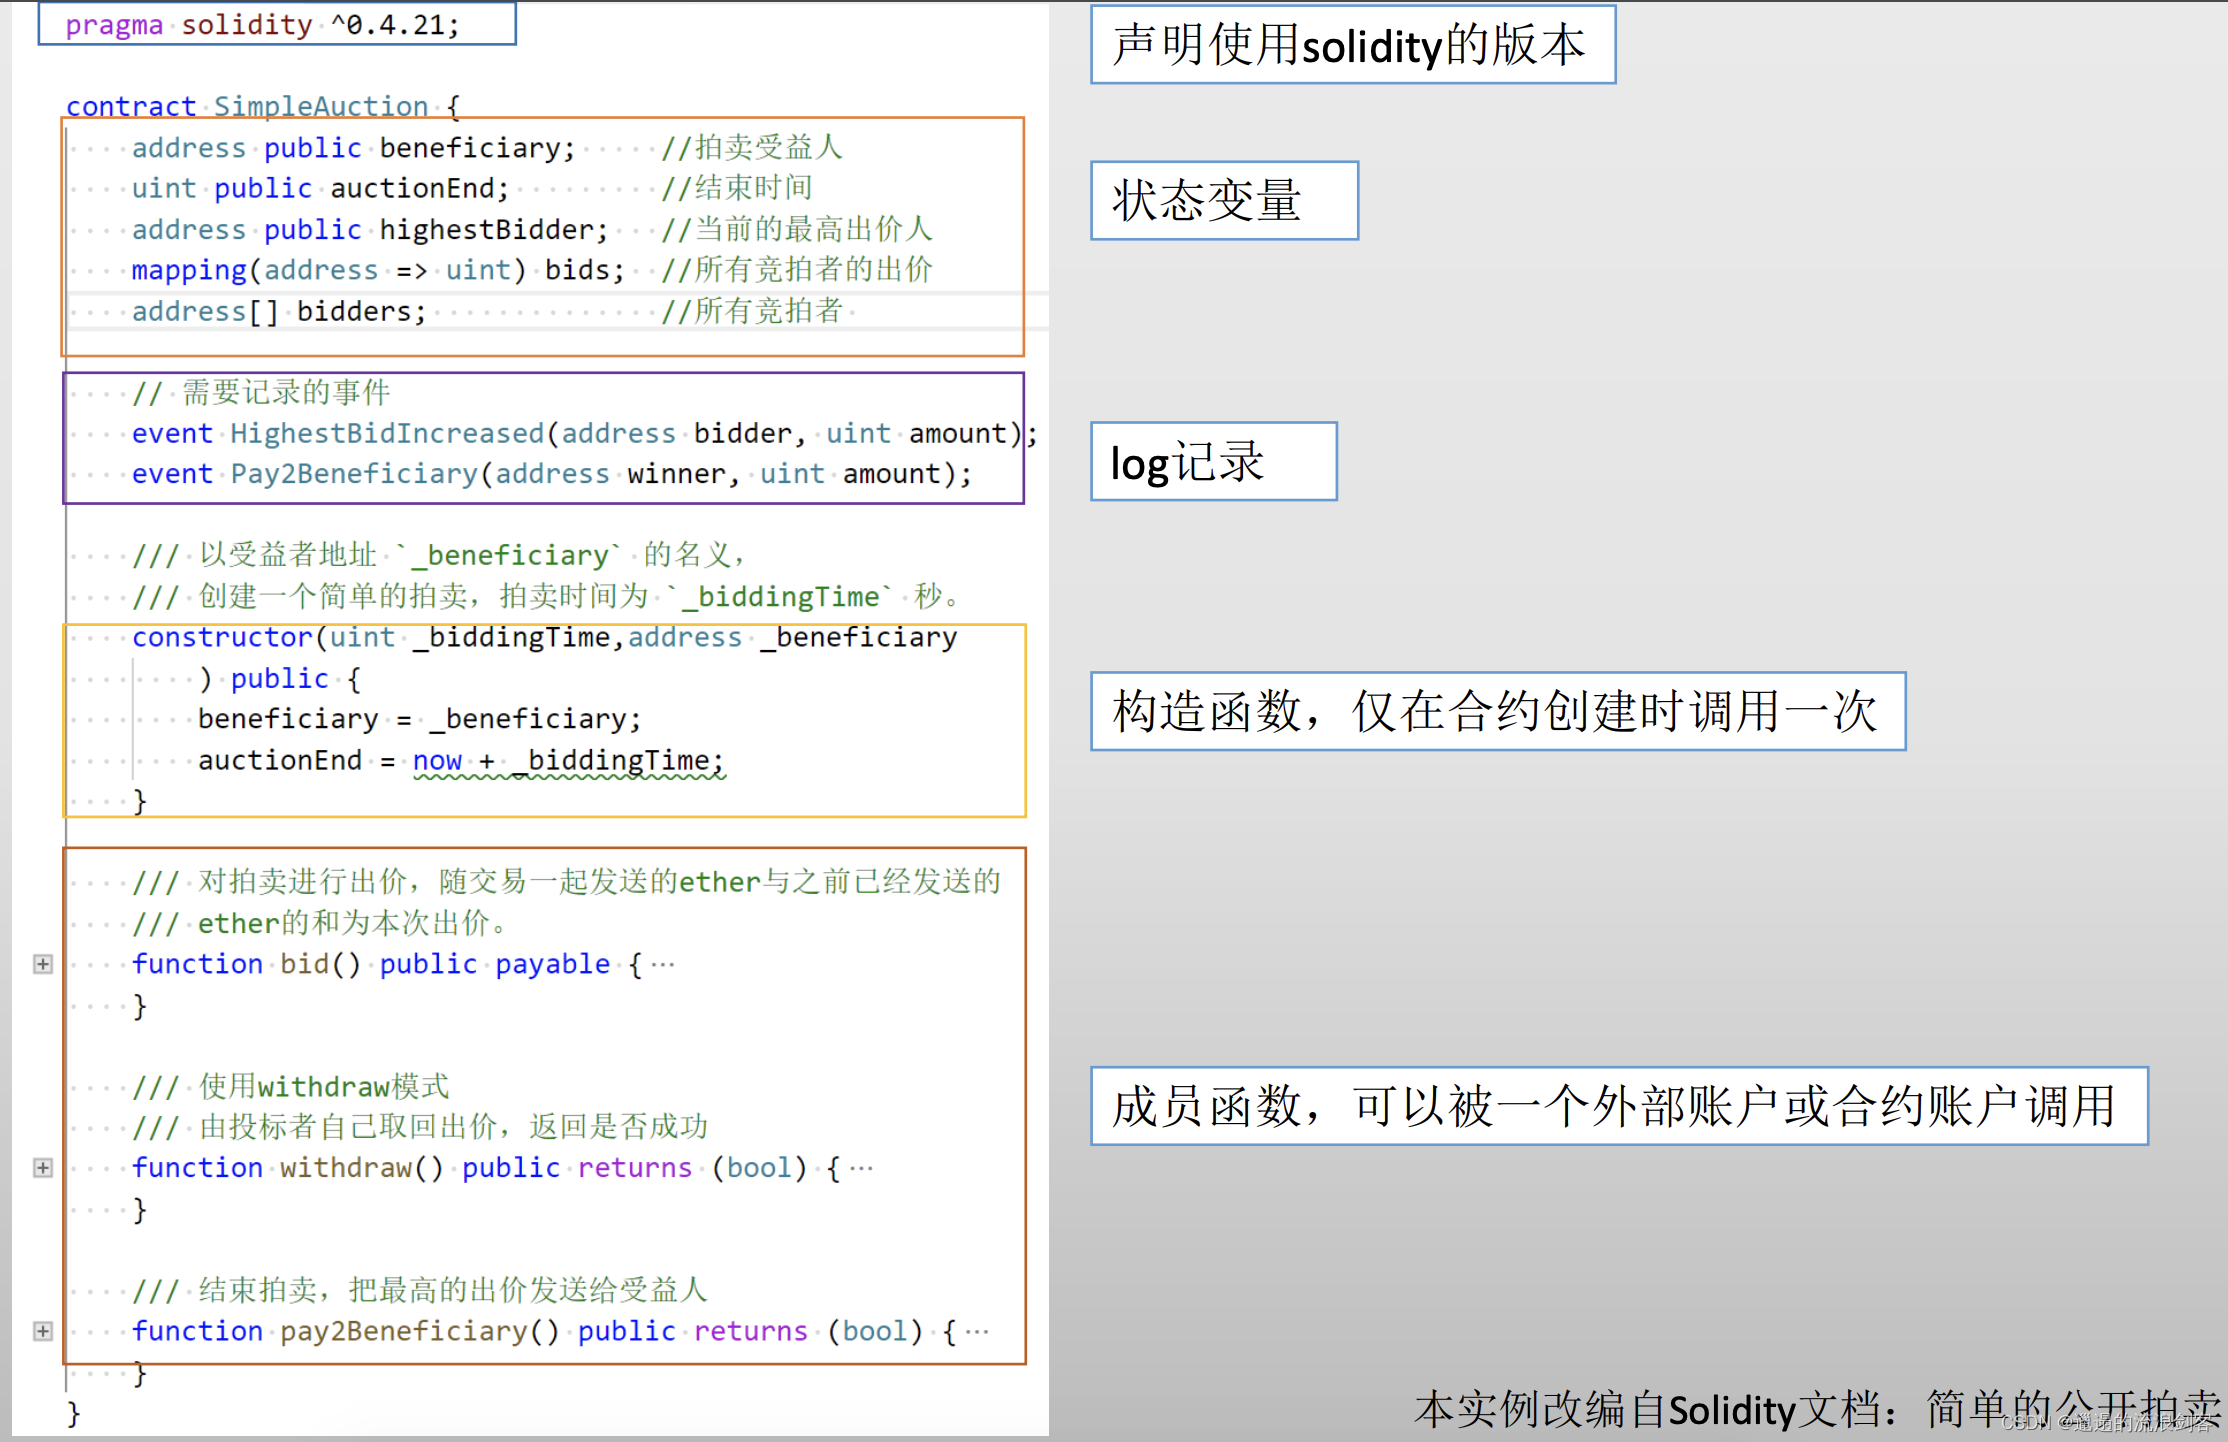 pragma solidity ^0.4.21;
声明使用solidity的版本
contract SimpleAuction {
address public beneficiary; //拍卖受益人
uint public auctionEnd; //结束时间
address public highestBidder; //当前的最高出价人
mapping(address => uint) bids; //所有竞拍者的出价
address[] bidders; //所有竞拍者
状态变量
// 需要记录的事件
event HighestBidIncreased(address bidder, uint amount);
event Pay2Beneficiary(address winner, uint amount);
log记录
/// 以受益者地址 `_beneficiary` 的名义，
/// 创建一个简单的拍卖，拍卖时间为 `_biddingTime` 秒。
constructor(uint _biddingTime,address _beneficiary
) public {
beneficiary = _beneficiary;
auctionEnd = now + _biddingTime;
}
构造函数，仅在合约创建时调用一次
/// 对拍卖进行出价，随交易一起发送的ether与之前已经发送的
/// ether的和为本次出价。
function bid() public payable {···
}
/// 使用withdraw模式
/// 由投标者自己取回出价，返回是否成功
function withdraw() public returns (bool) {···
}
成员函数，可以被一个外部账户或合约账户调用
/// 结束拍卖，把最高的出价发送给受益人
function pay2Beneficiary() public returns (bool) {···
}
}
本实例改编自Solidity文档：简单的公开拍卖
CSDN @邋遢的流浪剑客